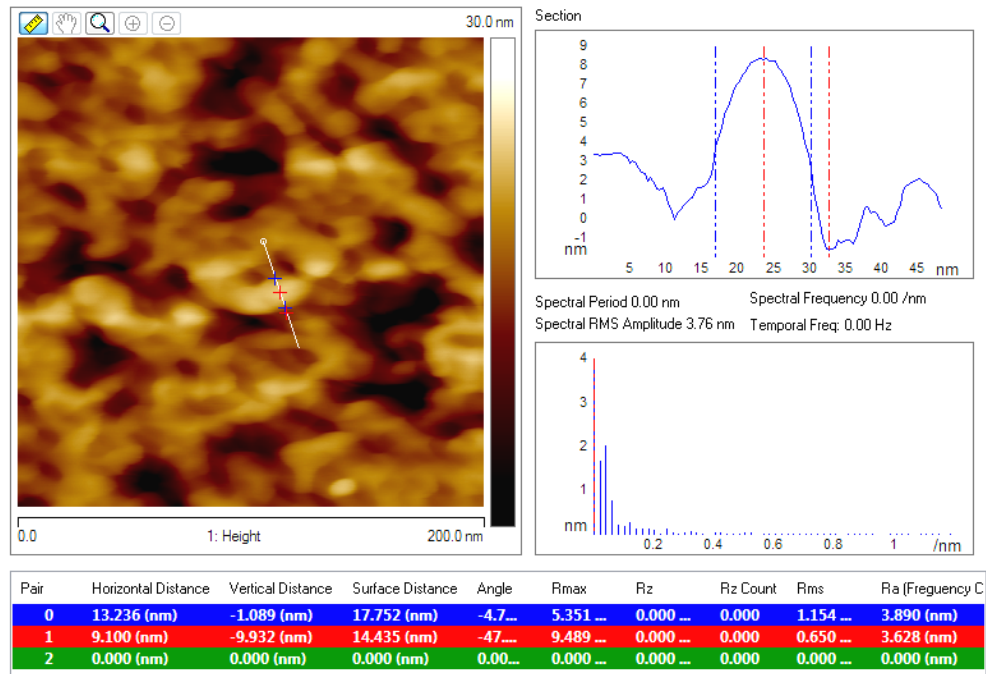 30.0 nm
0.0 1: Height 200.0 nm
Section
9
8
7
6
5
4
3
2
1
0
-1
nm
5 10 15 20 25 30 35 40 45 nm
Spectral Period 0.00 nm Spectral Frequency 0.00 /nm
Spectral RMS Amplitude 3.76 nm Temporal Freq: 0.00 Hz
4
3
2
1
nm
0.2 0.4 0.6 0.8 1 /nm
Pair Horizontal Distance Vertical Distance Surface Distance Angle Rmax Rz Rz Count Rms Ra (Freguency C
0 13.236 (nm) -1.089 (nm) 17.752 (nm) -4.7... 5.351 ... 0.000 ... 0.000 1.154 ... 3.890 (nm)
1 9.100 (nm) -9.932 (nm) 14.435 (nm) -47.... 9.489 ... 0.000 ... 0.000 0.650 ... 3.628 (nm)
2 0.000 (nm) 0.000 (nm) 0.000 (nm) 0.00... 0.000 ... 0.000 ... 0.000 0.000 ... 0.000 (nm)